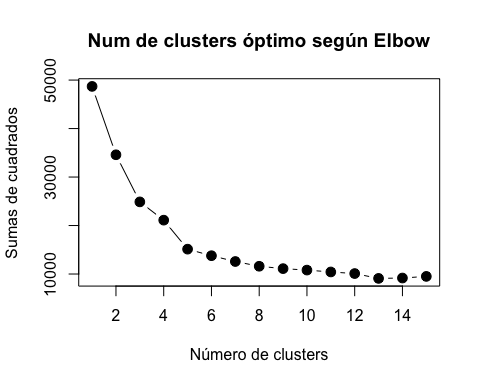 Num de clusters óptimo según Elbow
Sumas de cuadrados
50000
30000
10000
2 4 6 8 10 12 14
Número de clusters